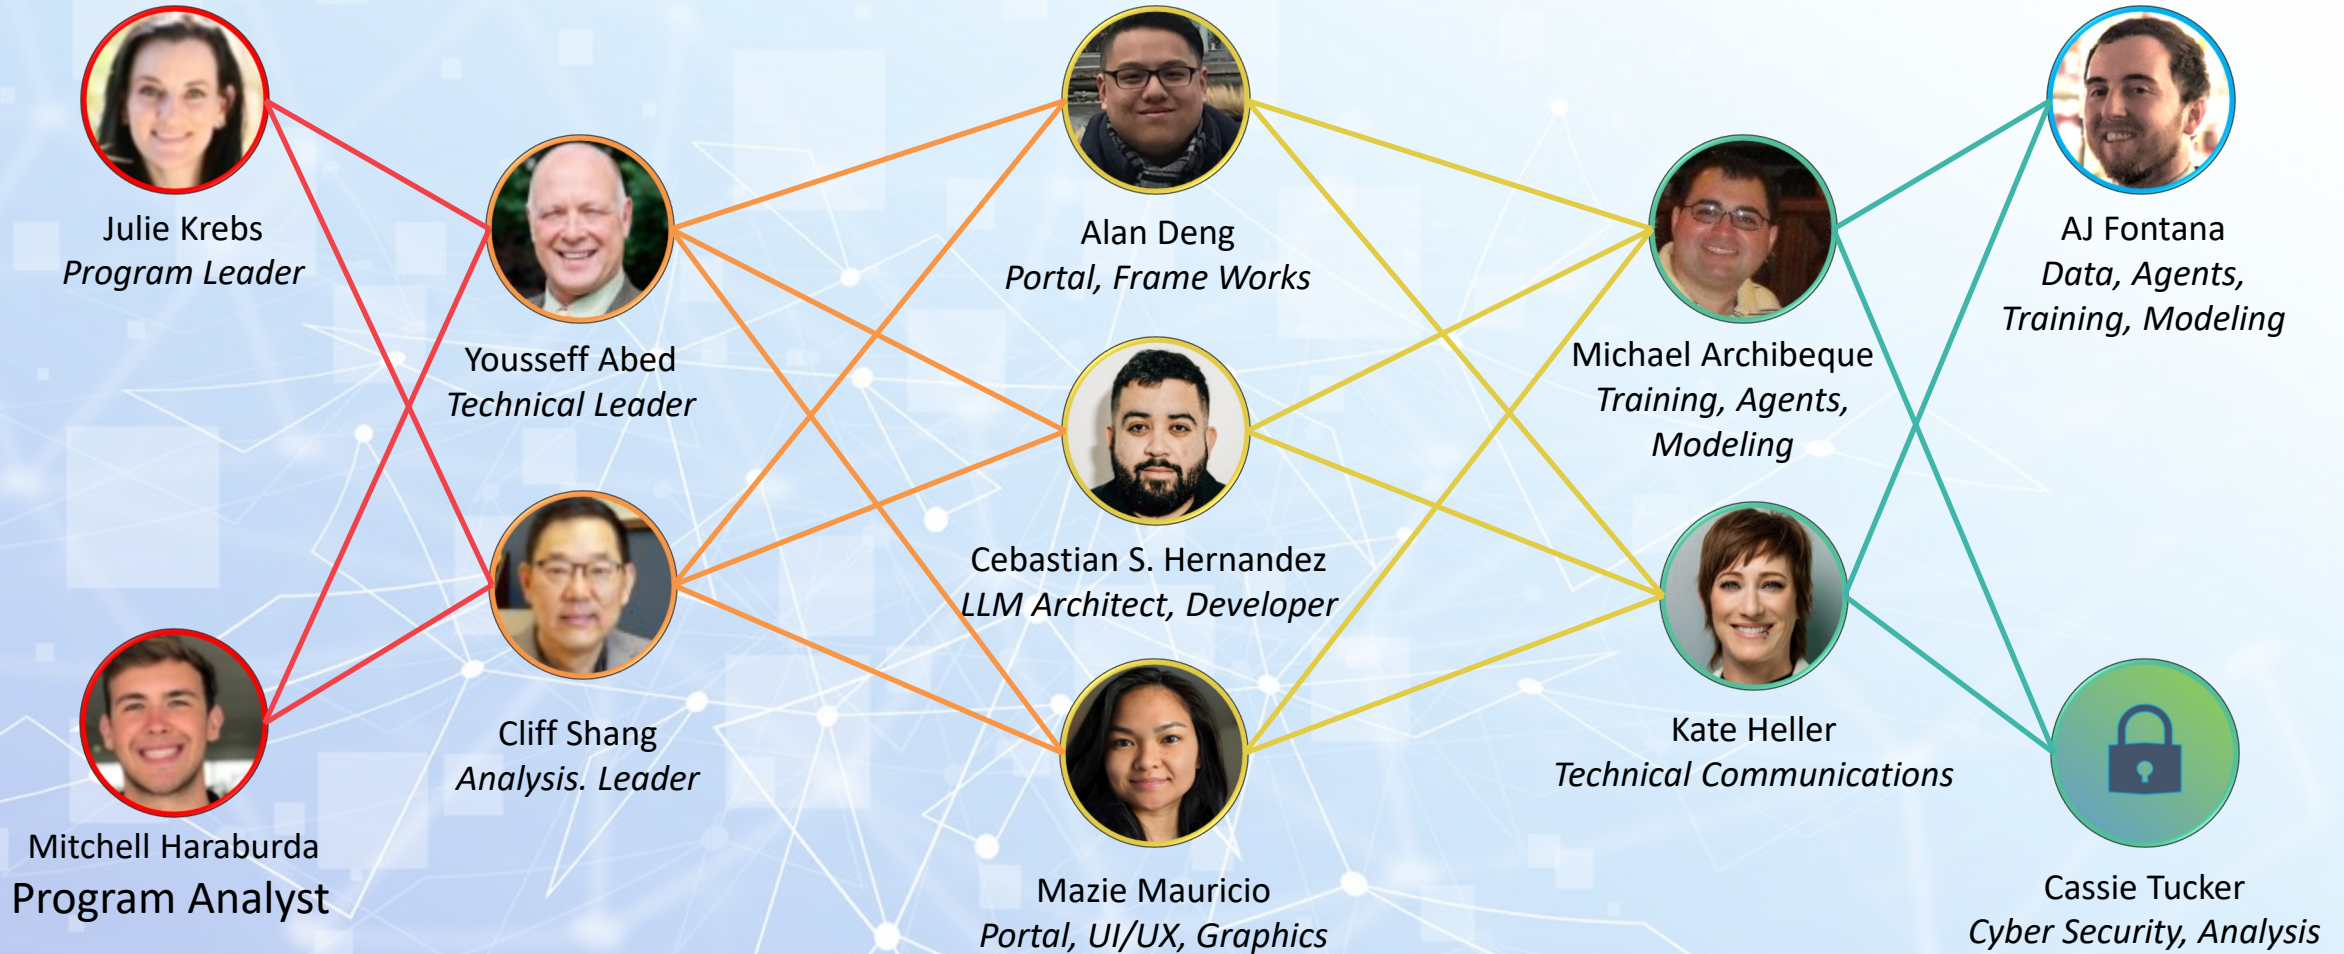 Julie Krebs
Program Leader
Mitchell Haraburda
Program Analyst
Yousseff Abed
Technical Leader
Cliff Shang
Analysis. Leader
Alan Deng
Portal, Frame Works
Cebastian S. Hernandez
LLM Architect, Developer
Mazie Mauricio
Portal, UI/UX, Graphics
Michael Archibeque
Training, Agents,
Modeling
Kate Heller
Technical Communications
AJ Fontana
Data, Agents,
Training, Modeling
Cassie Tucker
Cyber Security, Analysis